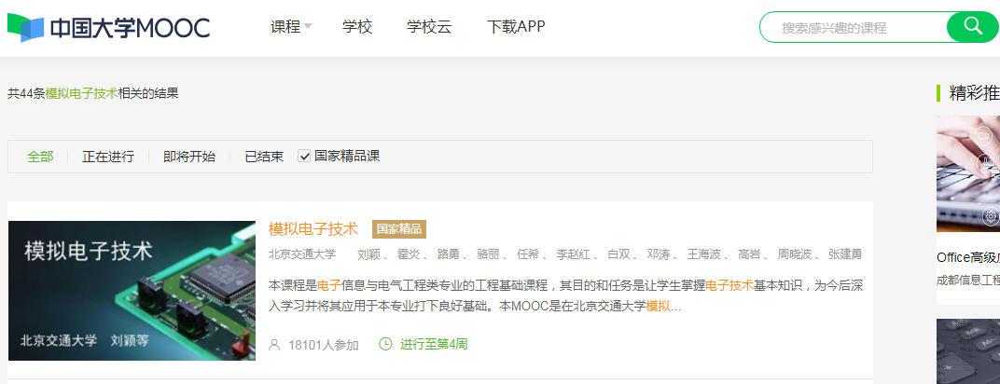 中国大学MOOC 课程 学校 学校云 下载APP 搜索感兴趣的课程
共44条模拟电子技术相关的结果
全部 正在进行 即将开始 已结束 国家精品课
模拟电子技术 国家精品
北京交通大学 刘颖 、 霍炎 、 路勇 、 骆丽 、 任希 、 李赵红 、 白双 、 邓涛 、 王海波 、 高岩 、 周晓波 、 张建勇
本课程是电子信息与电气工程类专业的工程基础课程，其目的和任务是让学生掌握电子技术基本知识，为今后深
入学习并将其应用于本专业打下良好基础。本MOOC是在北京交通大学模拟...
18101人参加 进行至第4周
模拟电子技术
北京交通大学 刘颖等
精彩推
Office高级应
成都信息工程